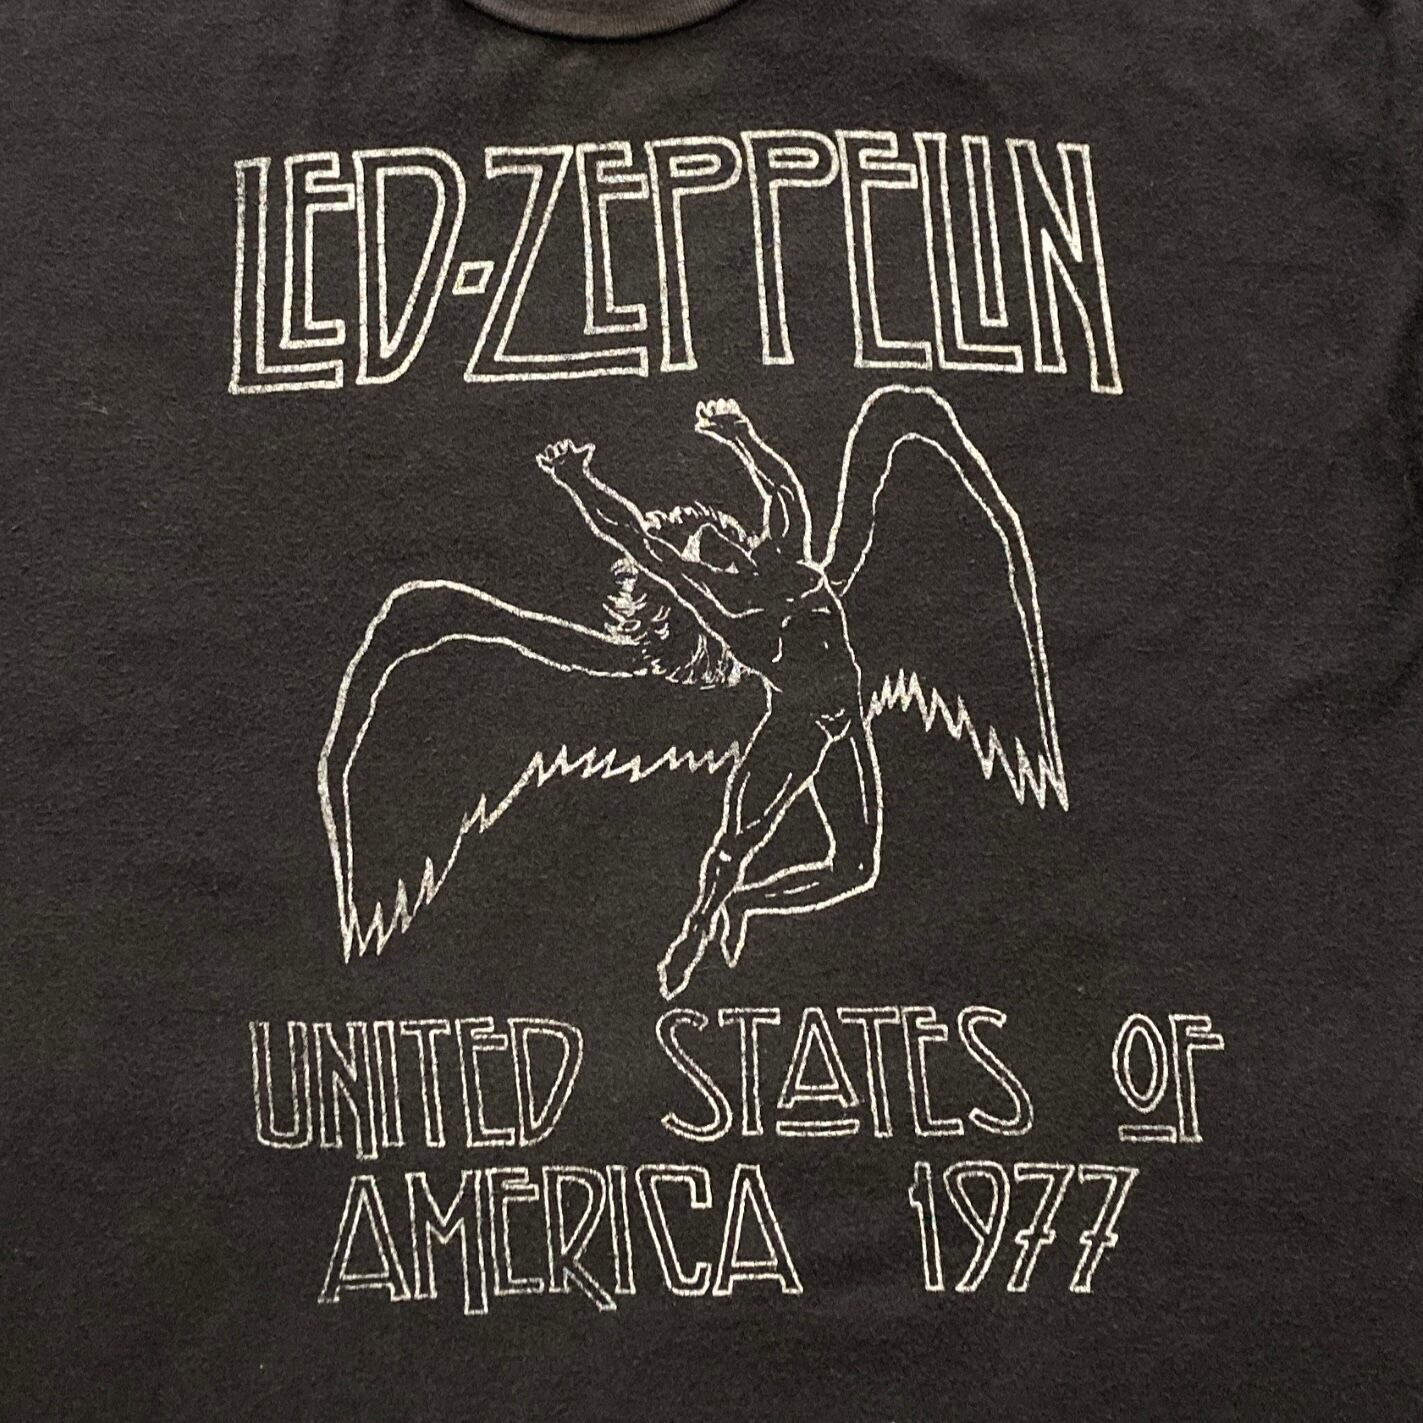 LED·ZEPPELIN
UNITED STATES OF
AMERICA 1977